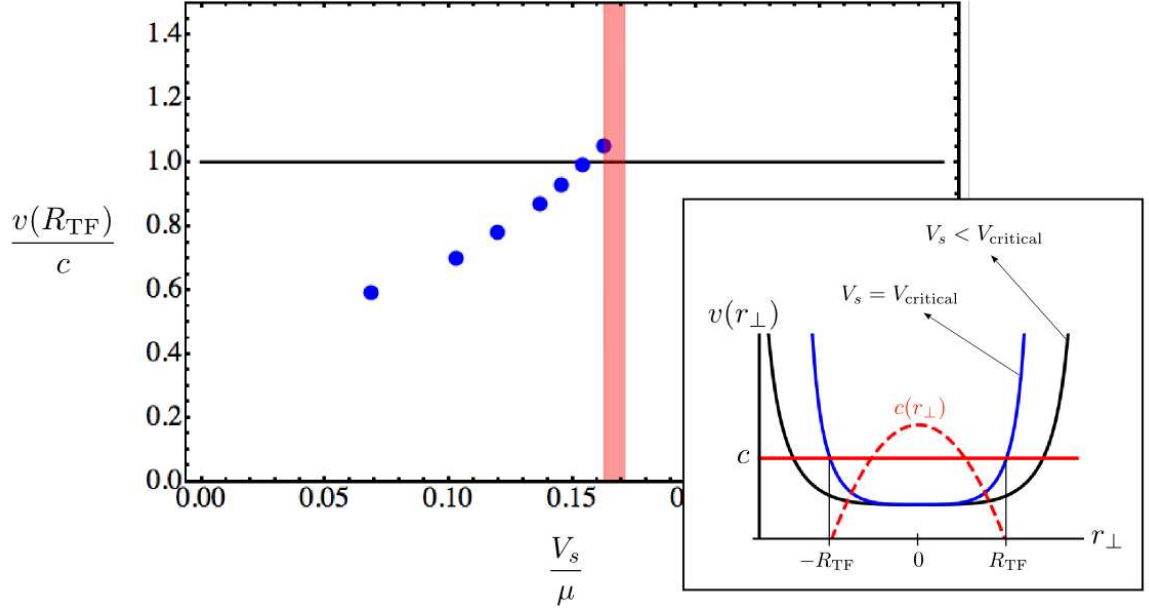 1.4
1.2
1.0
0.8
0.6
0.4
0.2
0.0
v(R_TF)
c
0.00
0.05
0.10
0.15
0
V_s
μ
V_s < V_critical
V_s = V_critical
v(r_⊥)
c(r_⊥)
c
r_⊥
−R_TF
0
R_TF